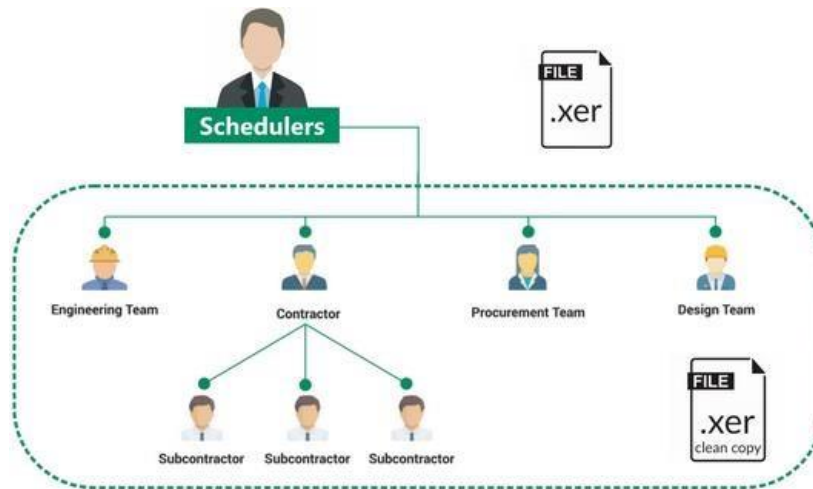 Schedulers
FILE
.xer
Engineering Team
Contractor
Procurement Team
Design Team
FILE
.xer
clean copy
Subcontractor
Subcontractor
Subcontractor